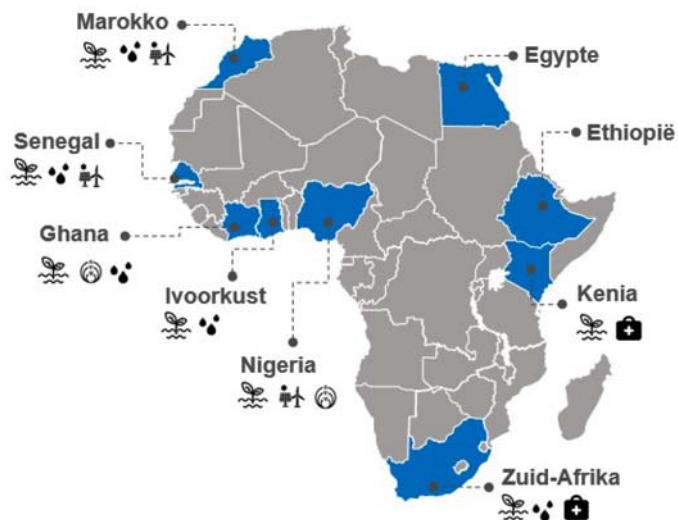 Marokko
Egypte
Senegal
Ethiopië
Ghana
Ivoorkust
Kenia
Nigeria
Zuid-Afrika